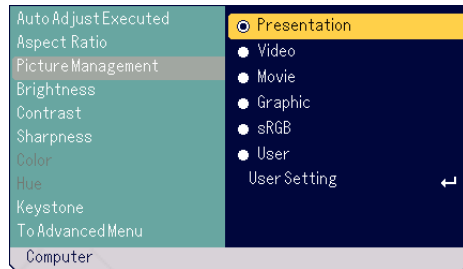 Auto Adjust Executed
Aspect Ratio
Picture Management
Brightness
Contrast
Sharpness
Color
Hue
Keystone
To Advanced Menu
Presentation
Video
Movie
Graphic
sRGB
User
User Setting
Computer